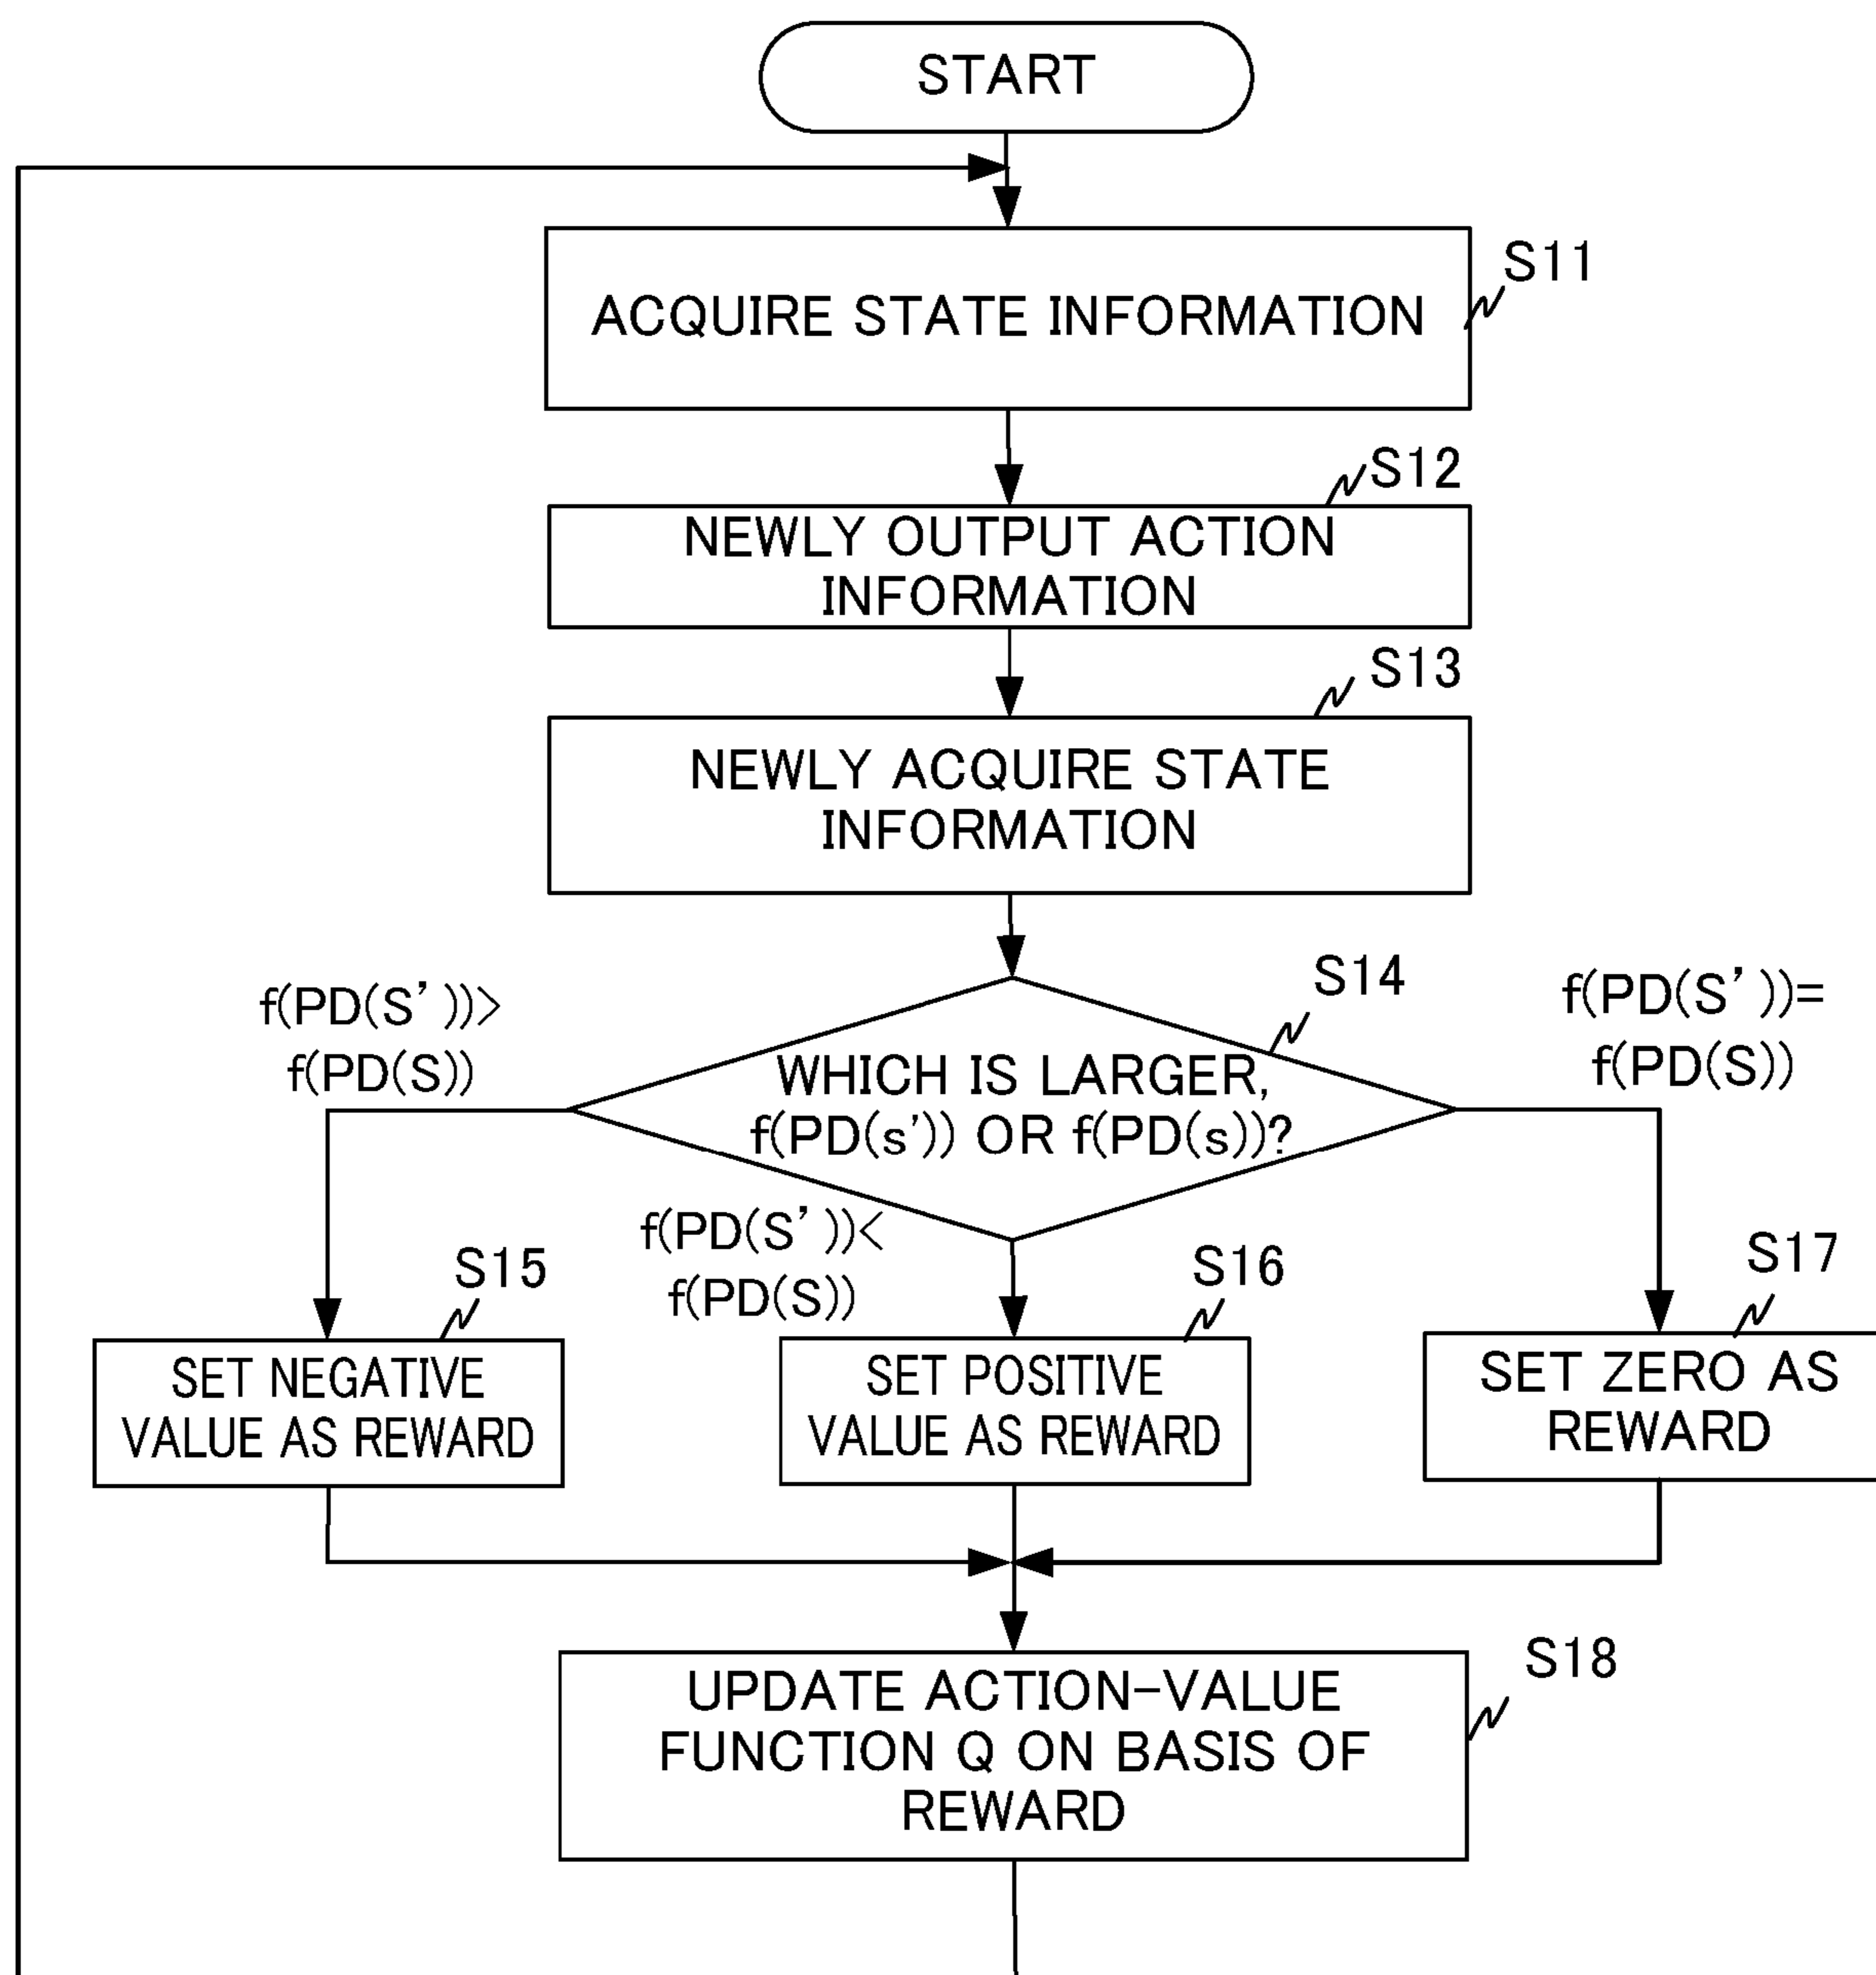 START
S11
ACQUIRE STATE INFORMATION
S12
NEWLY OUTPUT ACTION
INFORMATION
S13
NEWLY ACQUIRE STATE
INFORMATION
S14
f(PD(S'))>
f(PD(S))
f(PD(S'))=
f(PD(S))
WHICH IS LARGER,
f(PD(s')) OR f(PD(s))?
f(PD(S'))<
f(PD(S))
S15
SET NEGATIVE
VALUE AS REWARD
S16
SET POSITIVE
VALUE AS REWARD
S17
SET ZERO AS
REWARD
S18
UPDATE ACTION-VALUE
FUNCTION Q ON BASIS OF
REWARD